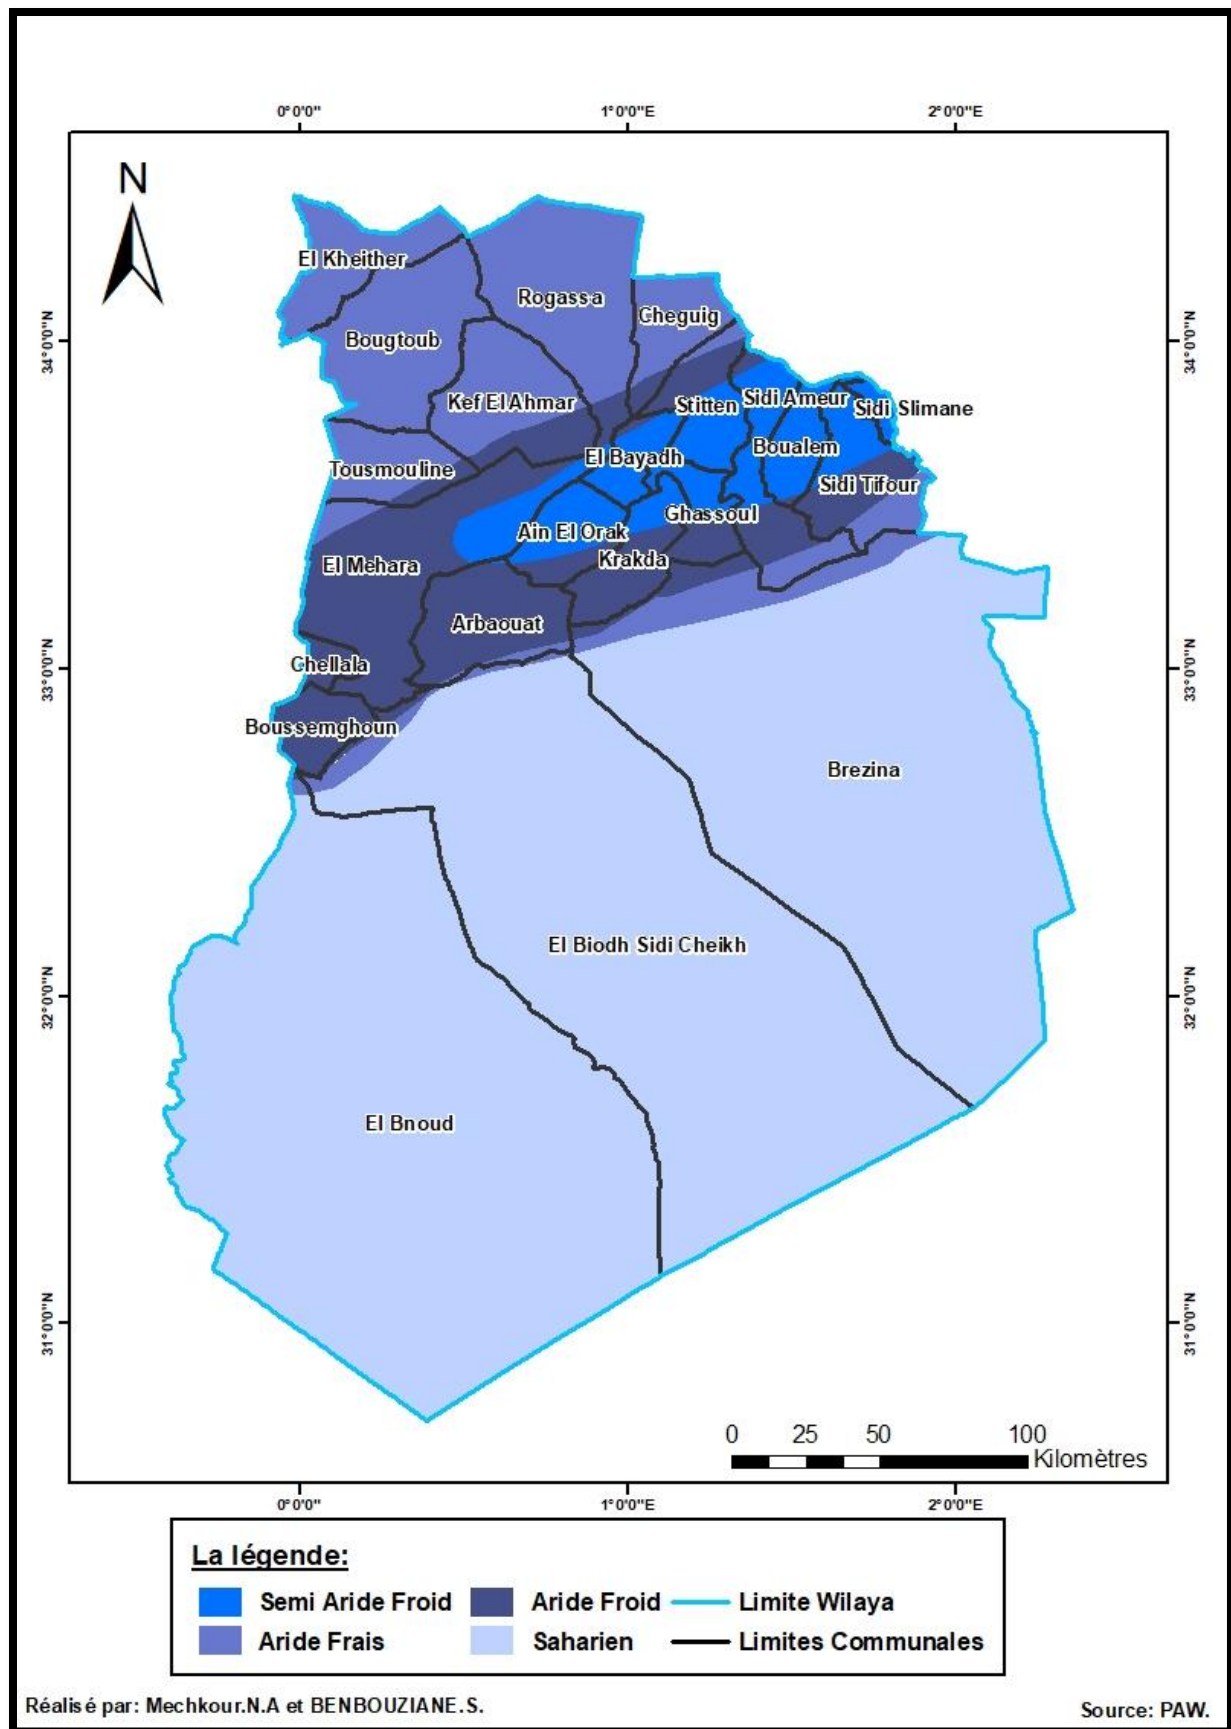 0°0'0"
1°0'0"E
2°0'0"E
N
El Kheither
Rogassa
Cheguig
34°0'0"N
34°0'0"N
Bougtoub
Kef El Ahmar
Stitten
Sidi Ameur
Sidi Slimane
El Bayadh
Boualem
Tousmouline
Sidi Tifour
Ghassoul
Ain El Orak
Krakda
El Mehara
Arbaouat
Chellala
33°0'0"N
33°0'0"N
Boussemghoun
Brezina
El Biodh Sidi Cheikh
32°0'0"N
32°0'0"N
El Bnoud
31°0'0"N
31°0'0"N
0 25 50 100
Kilomètres
0°0'0"
1°0'0"E
2°0'0"E
La légende:
Semi Aride Froid
Aride Froid
Limite Wilaya
Aride Frais
Saharien
Limites Communales
Réalisé par: Mechkour.N.A et BENBOUZIANE.S.
Source: PAW.